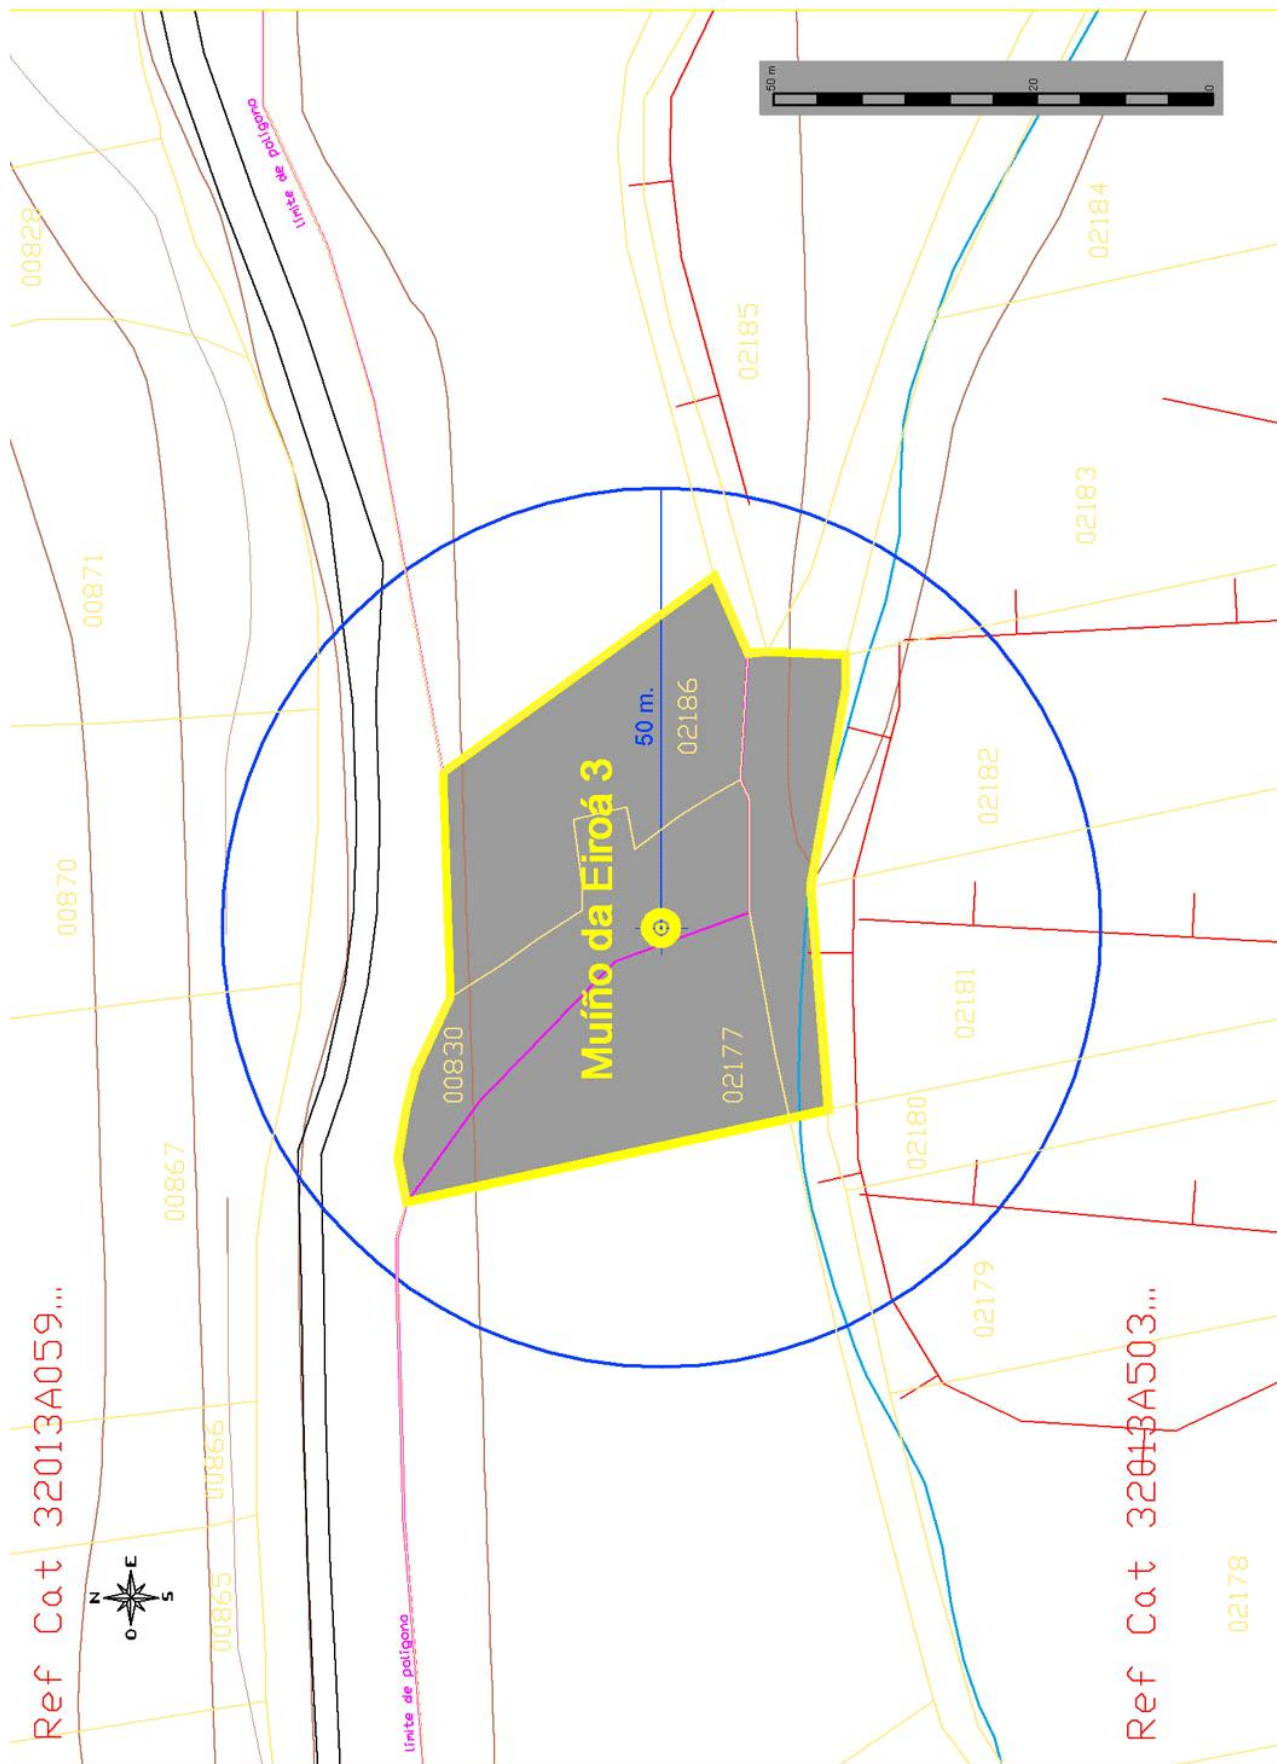 Ref Cat 32013A059...
00828
00871
00870
00867
00866
00865
N
E
S
O
límite de polígono
límite de polígono
50 m
20
0
02185
02184
02183
02182
02181
02180
02179
02178
02186
50 m.
Muíño da Eiroá 3
00830
02177
Ref Cat 32013A503...